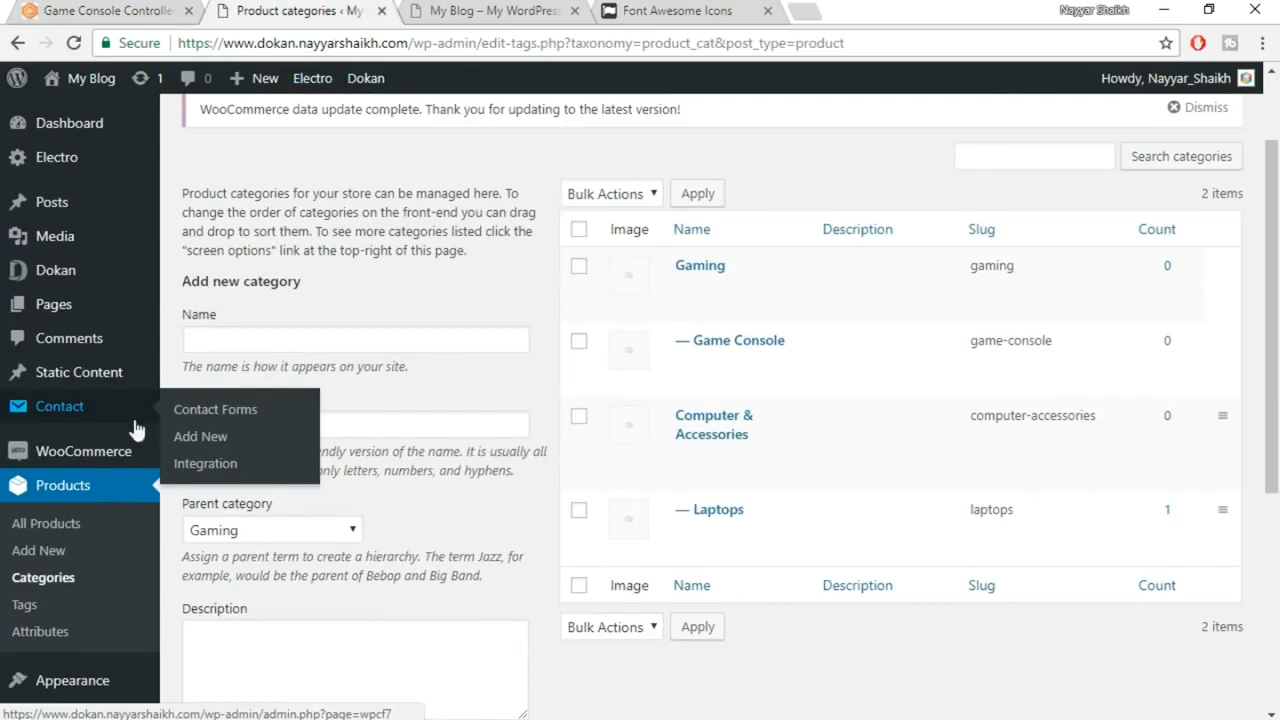 Game Console Controlle
Product categories ‹ My
My Blog – My WordPress
Font Awesome Icons
Nayyar Shaikh
Secure
https://www.dokan.nayyarshaikh.com/wp-admin/edit-tags.php?taxonomy=product_cat&post_type=product
My Blog
1
0
New
Electro
Dokan
Howdy, Nayyar_Shaikh
WooCommerce data update complete. Thank you for updating to the latest version!
Dismiss
Dashboard
Electro
Posts
Media
Dokan
Pages
Comments
Static Content
Contact
WooCommerce
Products
All Products
Add New
Categories
Tags
Attributes
Appearance
Contact Forms
Add New
Integration
Search categories
Product categories for your store can be managed here. To
change the order of categories on the front-end you can drag
and drop to sort them. To see more categories listed click the
"screen options" link at the top-right of this page.
Add new category
Name
The name is how it appears on your site.
ndly version of the name. It is usually all
only letters, numbers, and hyphens.
Parent category
Gaming
Assign a parent term to create a hierarchy. The term Jazz, for
example, would be the parent of Bebop and Big Band.
Description
Bulk Actions
Apply
2 items
Image Name Description Slug Count
Gaming gaming 0
— Game Console game-console 0
Computer & computer-accessories 0
Accessories
— Laptops laptops 1
Image Name Description Slug Count
Bulk Actions
Apply
2 items
https://www.dokan.nayyarshaikh.com/wp-admin/admin.php?page=wpcf7